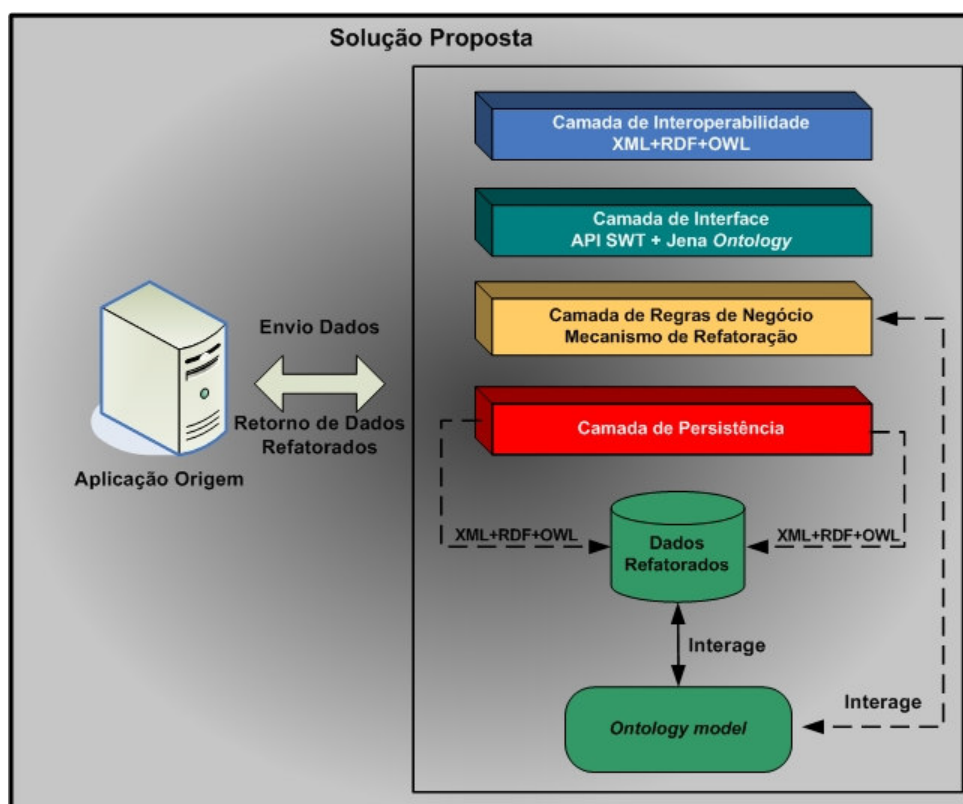 Solução Proposta
Camada de Interoperabilidade
XML+RDF+OWL
Camada de Interface
API SWT + Jena Ontology
Camada de Regras de Negócio
Mecanismo de Refatoração
Envio Dados
Retorno de Dados
Refatorados
Aplicação Origem
Camada de Persistência
XML+RDF+OWL
Dados
Refatorados
XML+RDF+OWL
Interage
Interage
Ontology model